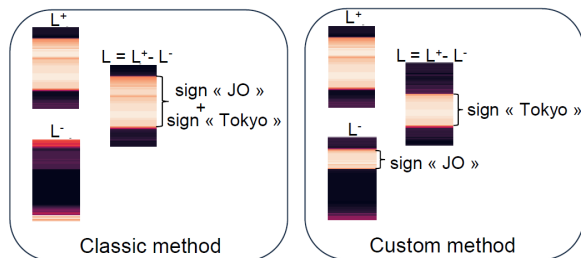 L+
L = L+- L-
sign « JO »
+
sign « Tokyo »
L-
Classic method
L+
L = L+- L-
sign « Tokyo »
L-
sign « JO »
Custom method